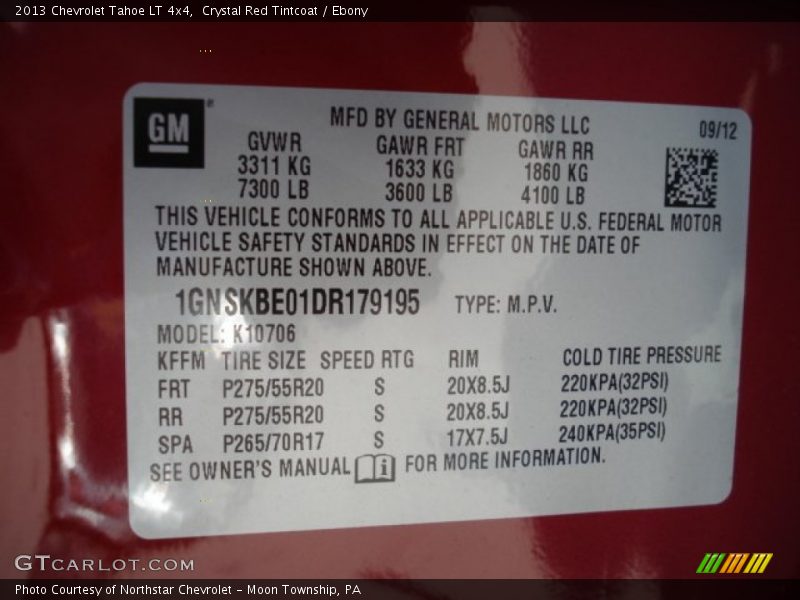 2013 Chevrolet Tahoe LT 4x4,  Crystal Red Tintcoat / Ebony
GM
MFD BY GENERAL MOTORS LLC
09/12
GVWR GAWR FRT GAWR RR
3311 KG 1633 KG 1860 KG
7300 LB 3600 LB 4100 LB
THIS VEHICLE CONFORMS TO ALL APPLICABLE U.S. FEDERAL MOTOR
VEHICLE SAFETY STANDARDS IN EFFECT ON THE DATE OF
MANUFACTURE SHOWN ABOVE.
1GNSKBE01DR179195 TYPE: M.P.V.
MODEL: K10706
KFFM TIRE SIZE SPEED RTG RIM COLD TIRE PRESSURE
FRT P275/55R20 S 20X8.5J 220KPA(32PSI)
RR P275/55R20 S 20X8.5J 220KPA(32PSI)
SPA P265/70R17 S 17X7.5J 240KPA(35PSI)
SEE OWNER'S MANUAL FOR MORE INFORMATION.
GTCARLOT.COM
Photo Courtesy of Northstar Chevrolet – Moon Township, PA